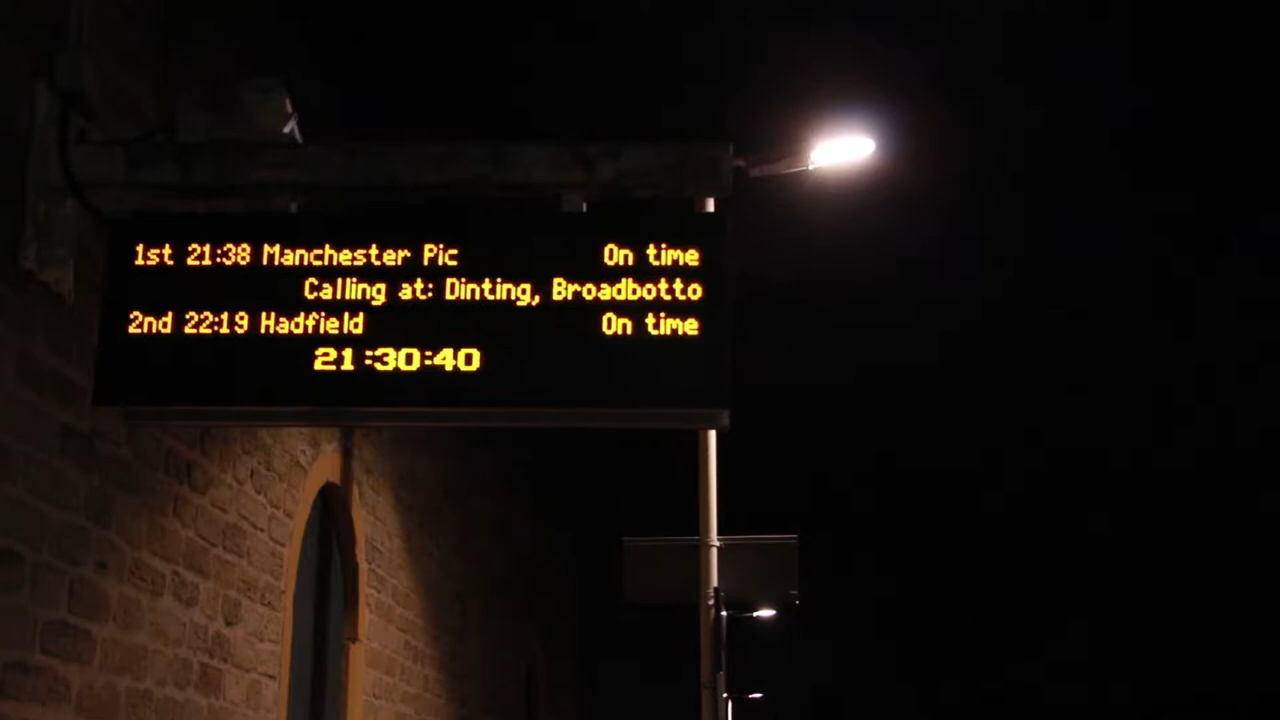 1st 21:38 Manchester Pic On time
Calling at: Dinting, Broadbotto
2nd 22:19 Hadfield On time
21:30:40